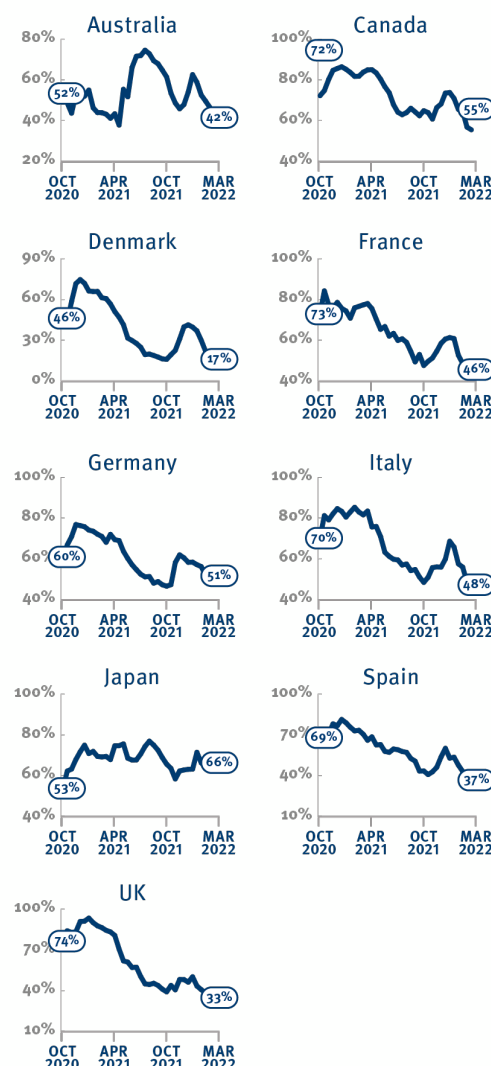 Australia
80%
60%
52%
40%
42%
20%
OCT 2020
APR 2021
OCT 2021
MAR 2022
Canada
100%
72%
80%
60%
55%
40%
OCT 2020
APR 2021
OCT 2021
MAR 2022
Denmark
90%
60%
46%
30%
17%
0%
OCT 2020
APR 2021
OCT 2021
MAR 2022
France
100%
80%
73%
60%
46%
40%
OCT 2020
APR 2021
OCT 2021
MAR 2022
Germany
100%
80%
60%
60%
51%
40%
OCT 2020
APR 2021
OCT 2021
MAR 2022
Italy
100%
80%
70%
60%
48%
40%
OCT 2020
APR 2021
OCT 2021
MAR 2022
Japan
100%
80%
66%
60%
53%
40%
OCT 2020
APR 2021
OCT 2021
MAR 2022
Spain
100%
70%
69%
40%
37%
10%
OCT 2020
APR 2021
OCT 2021
MAR 2022
UK
100%
74%
70%
40%
33%
10%
OCT 2020
APR 2021
OCT 2021
MAR 2022